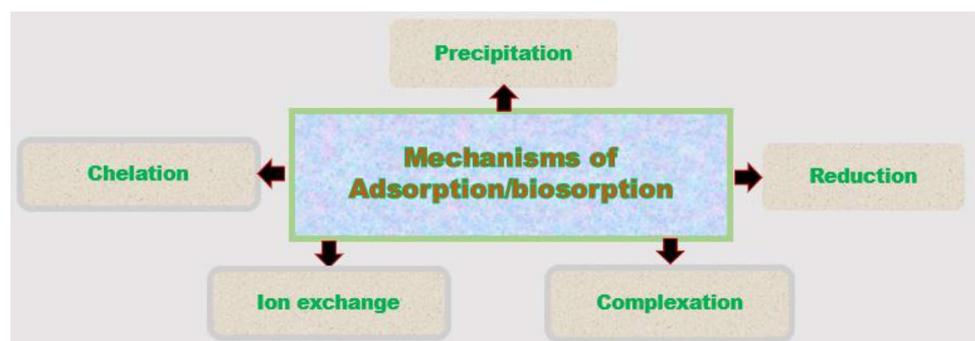 Precipitation
Mechanisms of
Adsorption/biosorption
Chelation
Reduction
Ion exchange
Complexation